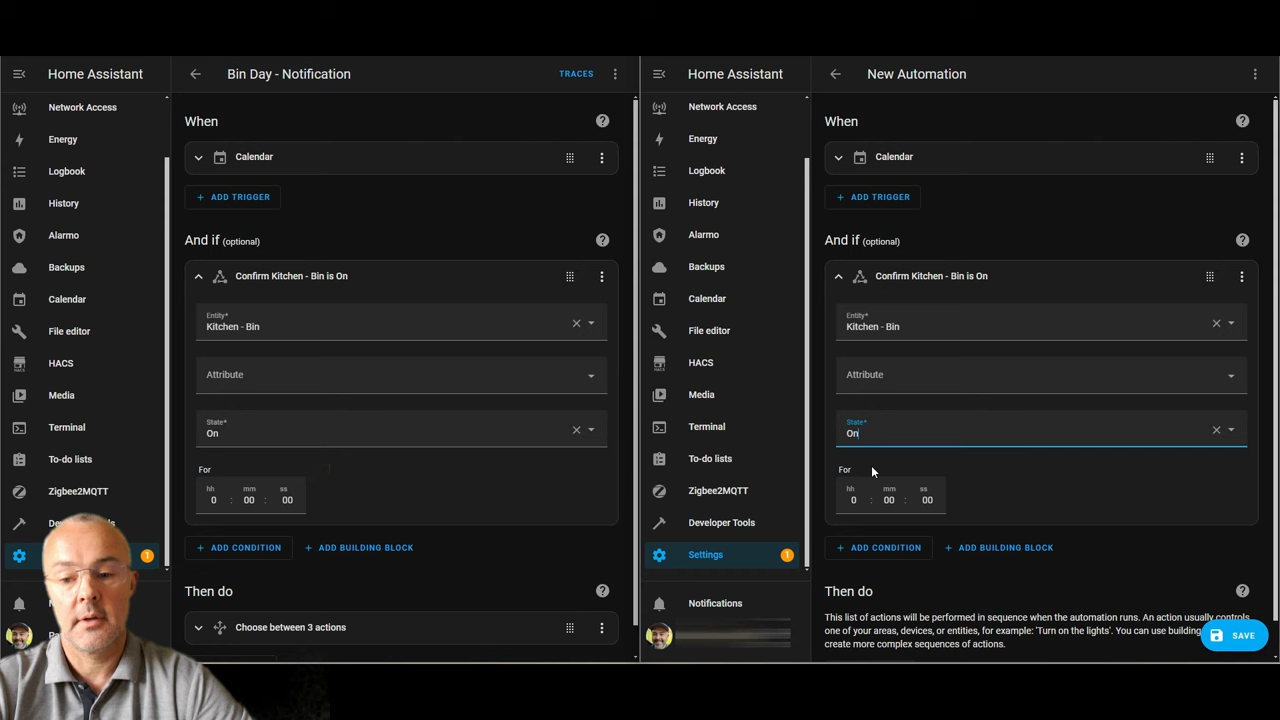 Home Assistant
Network Access
Energy
Logbook
History
Alarmo
Backups
Calendar
File editor
HACS
HACS
Media
Terminal
To-do lists
Zigbee2MQTT
1
Bin Day - Notification
TRACES
When
Calendar
+ ADD TRIGGER
And if (optional)
Confirm Kitchen - Bin is On
Entity*
Kitchen - Bin
Attribute
State*
On
For
hh mm ss
0 : 00 : 00
+ ADD CONDITION + ADD BUILDING BLOCK
Then do
Choose between 3 actions
Home Assistant
Network Access
Energy
Logbook
History
Alarmo
Backups
Calendar
File editor
HACS
HACS
Media
Terminal
To-do lists
Zigbee2MQTT
Developer Tools
Settings 1
Notifications
New Automation
When
Calendar
+ ADD TRIGGER
And if (optional)
Confirm Kitchen - Bin is On
Entity*
Kitchen - Bin
Attribute
State*
On
For
hh mm ss
0 : 00 : 00
+ ADD CONDITION + ADD BUILDING BLOCK
Then do
This list of actions will be performed in sequence when the automation runs. An action usually controls
one of your areas, devices, or entities, for example: 'Turn on the lights'. You can use building
create more complex sequences of actions.
SAVE